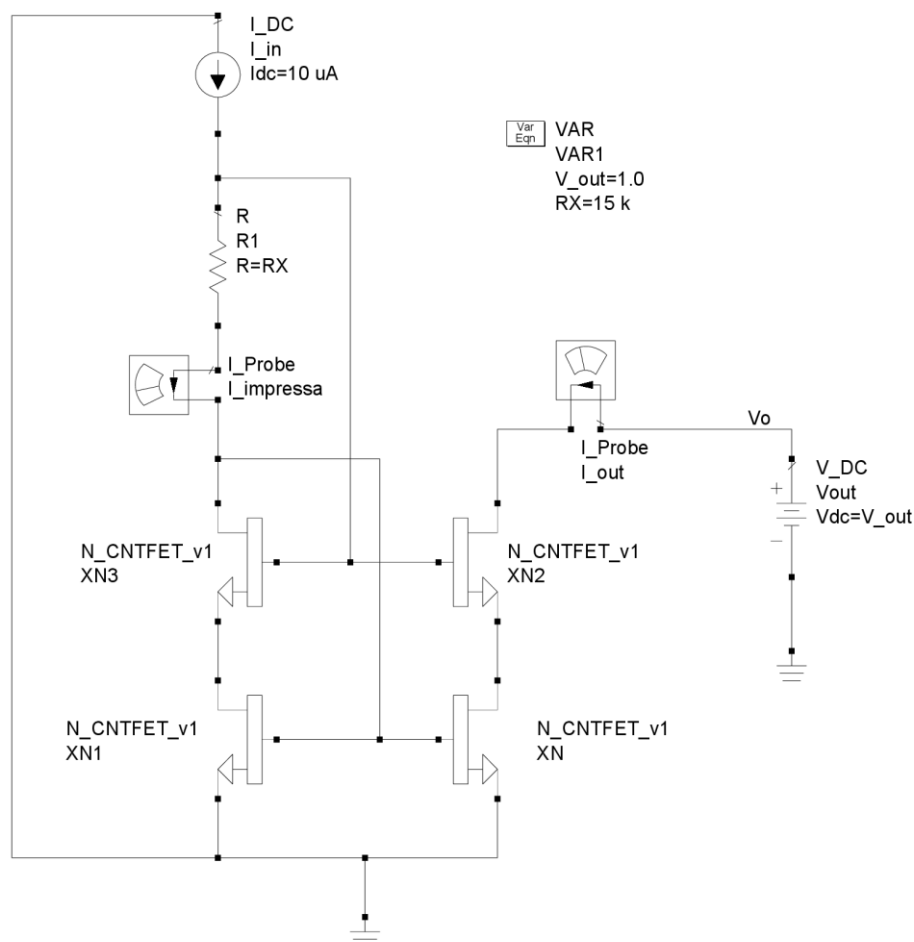 I_DC
I_in
Idc=10 uA
Var
Eqn
VAR
VAR1
V_out=1.0
RX=15 k
R
R1
R=RX
I_Probe
I_impressa
I_Probe
I_out
Vo
V_DC
Vout
Vdc=V_out
+
−
N_CNTFET_v1
XN3
N_CNTFET_v1
XN2
N_CNTFET_v1
XN1
N_CNTFET_v1
XN